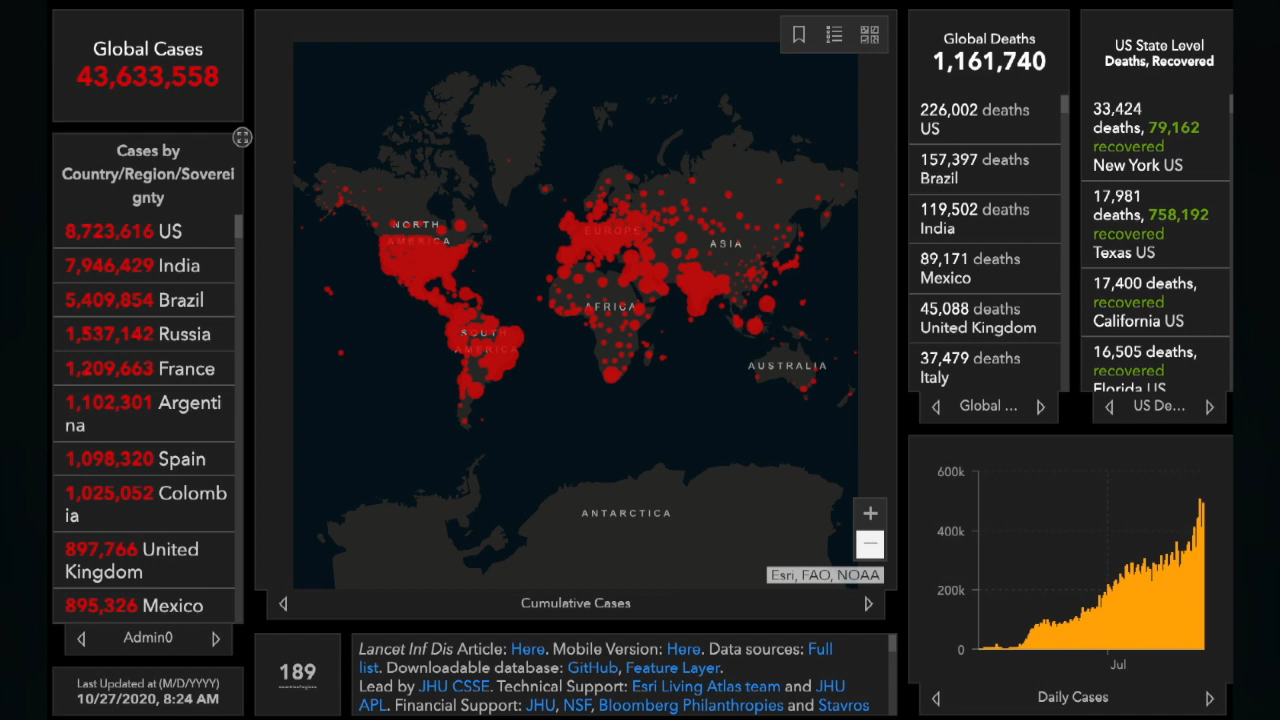 Global Cases
43,633,558
Cases by
Country/Region/Soverei
gnty
8,723,616 US
7,946,429 India
5,409,854 Brazil
1,537,142 Russia
1,209,663 France
1,102,301 Argenti
na
1,098,320 Spain
1,025,052 Colomb
ia
897,766 United
Kingdom
895,326 Mexico
Admin0
Last Updated at (M/D/YYYY)
10/27/2020, 8:24 AM
NORTH
AMERICA
SOUTH
AMERICA
EUROPE
ASIA
AFRICA
AUSTRALIA
ANTARCTICA
Esri, FAO, NOAA
Cumulative Cases
189
Lancet Inf Dis Article: Here. Mobile Version: Here. Data sources: Full
list. Downloadable database: GitHub, Feature Layer.
Lead by JHU CSSE. Technical Support: Esri Living Atlas team and JHU
APL. Financial Support: JHU, NSF, Bloomberg Philanthropies and Stavros
Global Deaths
1,161,740
226,002 deaths
US
157,397 deaths
Brazil
119,502 deaths
India
89,171 deaths
Mexico
45,088 deaths
United Kingdom
37,479 deaths
Italy
Global ...
US State Level
Deaths, Recovered
33,424
deaths, 79,162
recovered
New York US
17,981
deaths, 758,192
recovered
Texas US
17,400 deaths,
recovered
California US
16,505 deaths,
recovered
Florida US
US De...
600k
400k
200k
0
Jul
Daily Cases